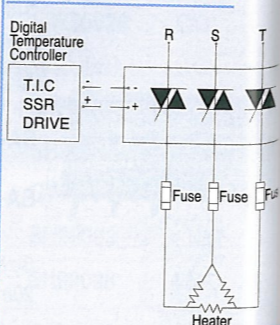 Digital
Temperature
Controller
R S T
T.I.C
SSR
DRIVE
- -
+ +
Fuse Fuse
Heater